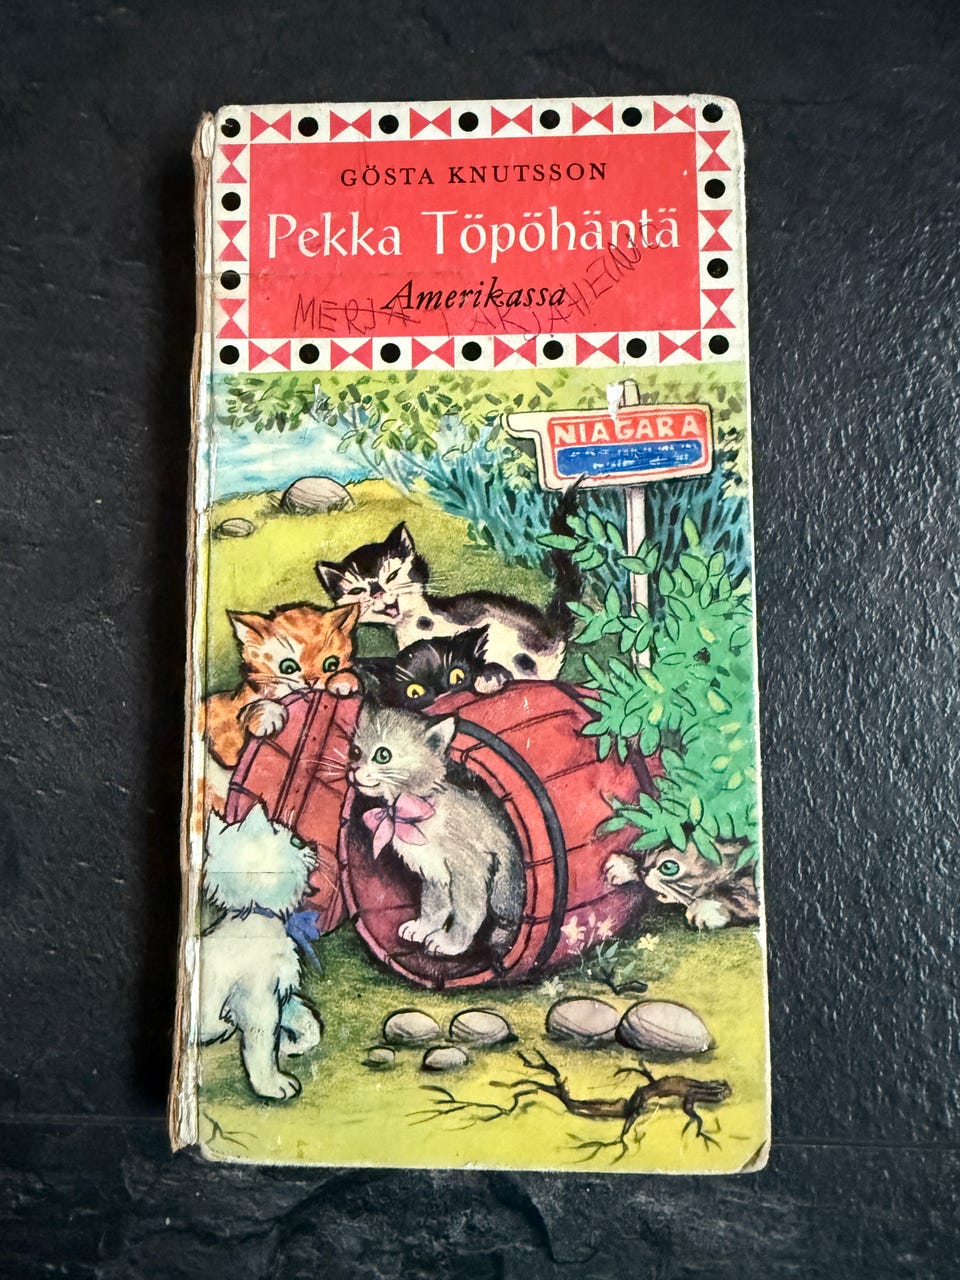 GÖSTA KNUTSSON
Pekka Töpöhäntä
Amerikassa
MERJA
NIAGARA